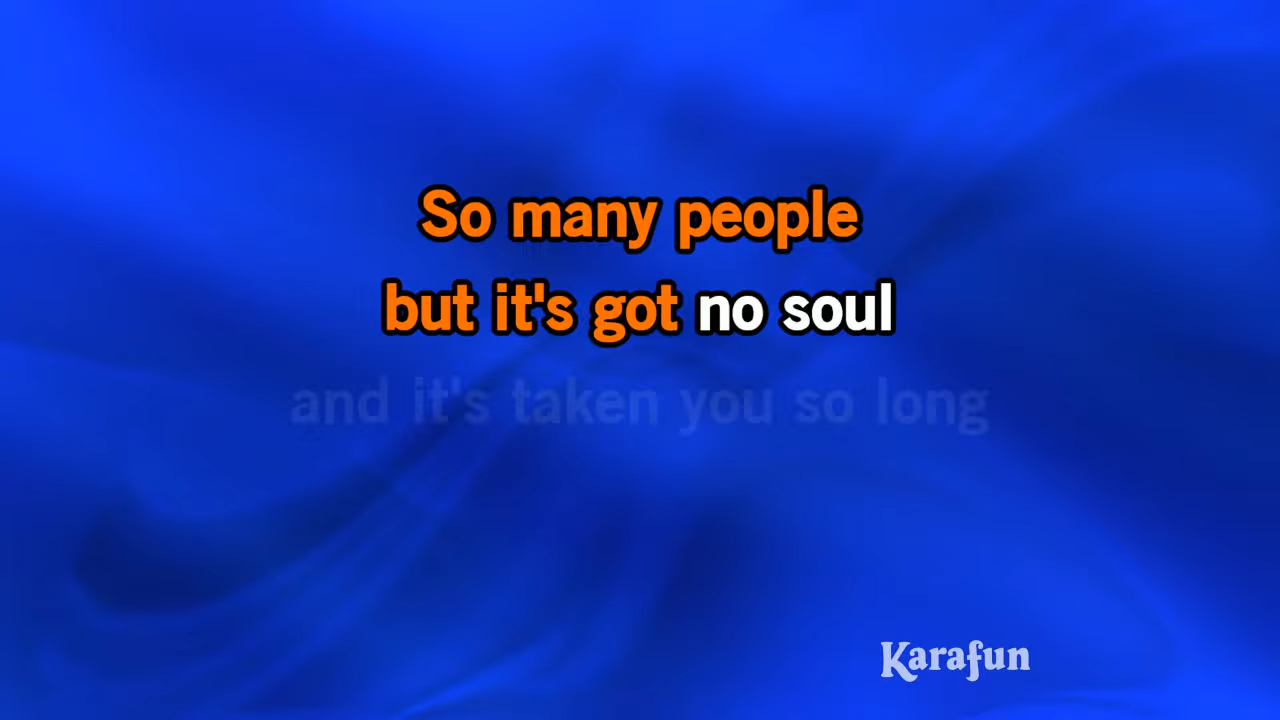 So many people
but it's got no soul
and it's taken you so long
Karafun